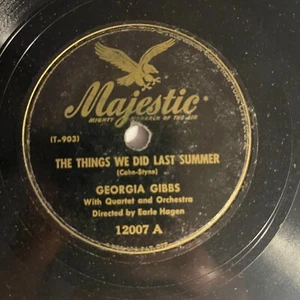 Majestic
MIGHTY MONARCH OF THE AIR
(T-903)
THE THINGS WE DID LAST SUMMER
(Cahn-Styne)
GEORGIA GIBBS
With Quartet and Orchestra
Directed by Earle Hagen
12007 A